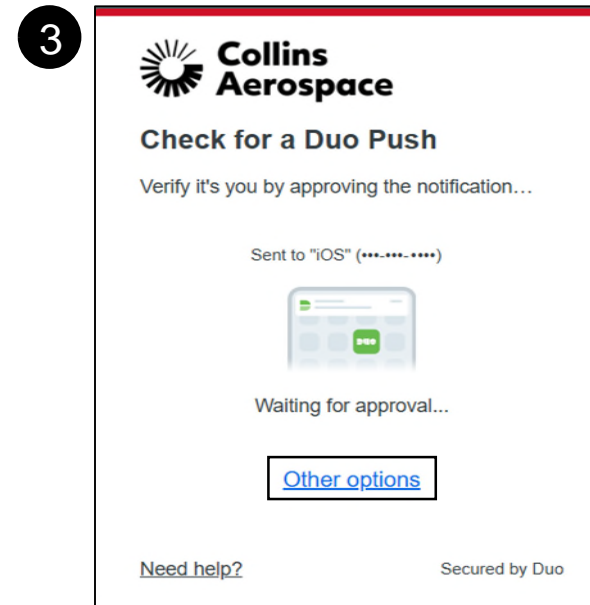 3
Collins
Aerospace
Check for a Duo Push
Verify it's you by approving the notification...
Sent to "iOS" (•••-•••-••••)
DUO
Waiting for approval...
Other options
Need help?
Secured by Duo